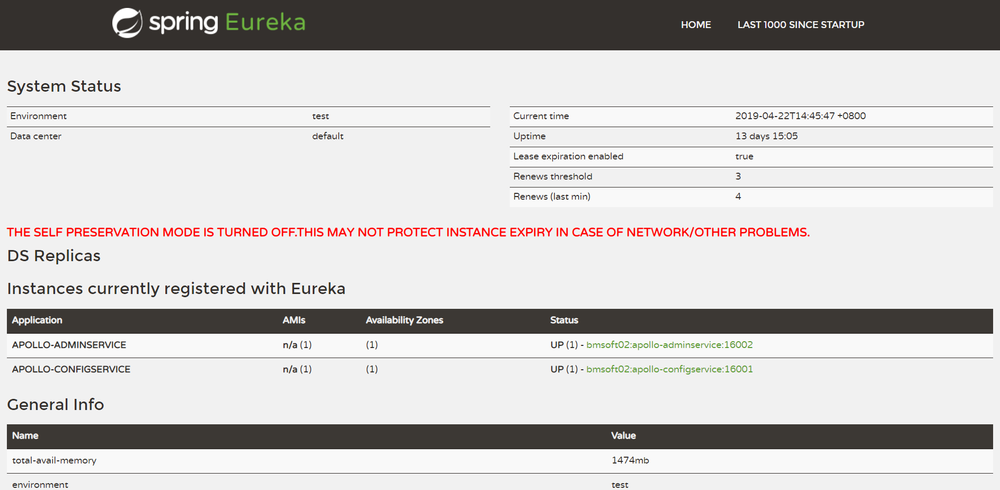 spring Eureka
HOME LAST 1000 SINCE STARTUP
System Status
Environment test
Data center default
Current time 2019-04-22T14:45:47 +0800
Uptime 13 days 15:05
Lease expiration enabled true
Renews threshold 3
Renews (last min) 4
THE SELF PRESERVATION MODE IS TURNED OFF.THIS MAY NOT PROTECT INSTANCE EXPIRY IN CASE OF NETWORK/OTHER PROBLEMS.
DS Replicas
Instances currently registered with Eureka
Application AMIs Availability Zones Status
APOLLO-ADMINSERVICE n/a (1) (1) UP (1) - bmsoft02:apollo-adminservice:16002
APOLLO-CONFIGSERVICE n/a (1) (1) UP (1) - bmsoft02:apollo-configservice:16001
General Info
Name Value
total-avail-memory 1474mb
environment test